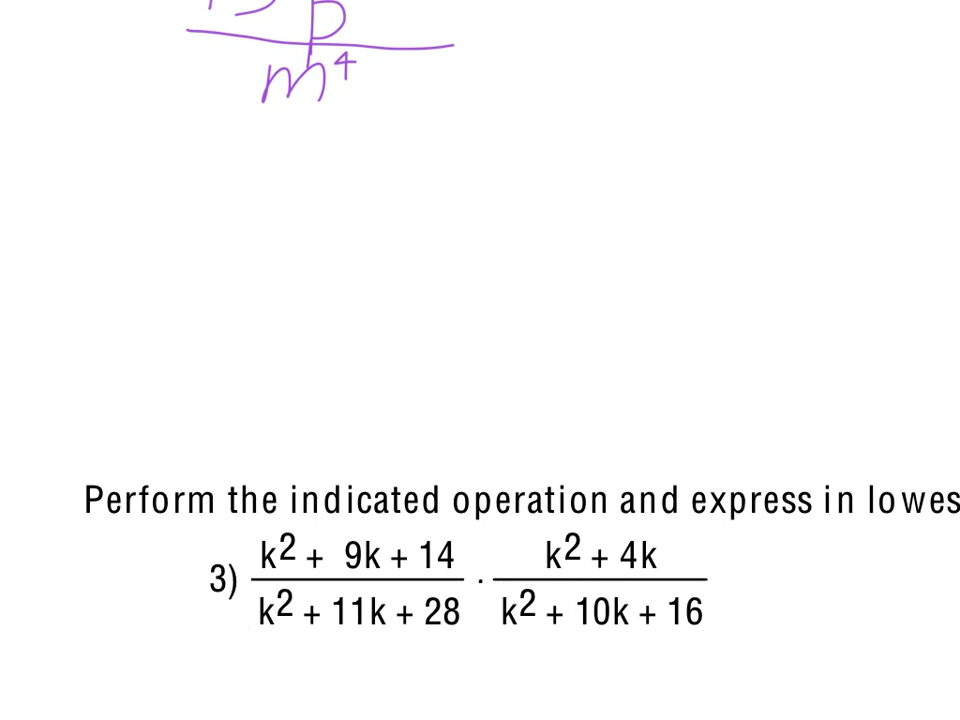 p
m⁴
Perform the indicated operation and express in lowes
3) (k² + 9k + 14)/(k² + 11k + 28) · (k² + 4k)/(k² + 10k + 16)